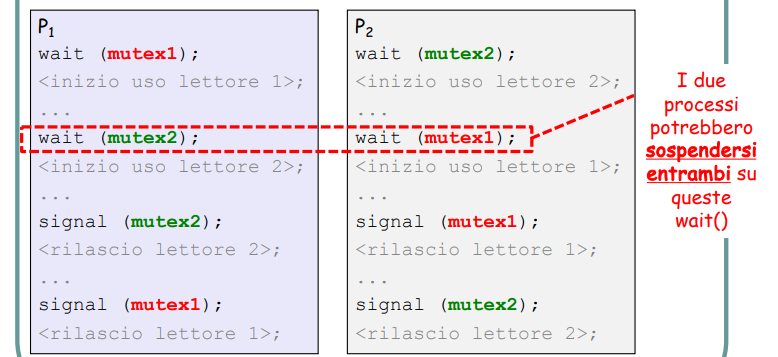 P1
wait (mutex1);
<inizio uso lettore 1>;
...
wait (mutex2);
<inizio uso lettore 2>;
...
signal (mutex2);
<rilascio lettore 2>;
...
signal (mutex1);
<rilascio lettore 1>;
P2
wait (mutex2);
<inizio uso lettore 2>;
...
wait (mutex1);
<inizio uso lettore 1>;
...
signal (mutex1);
<rilascio lettore 1>;
...
signal (mutex2);
<rilascio lettore 2>;
I due
processi
potrebbero
sospendersi
entrambi su
queste
wait()